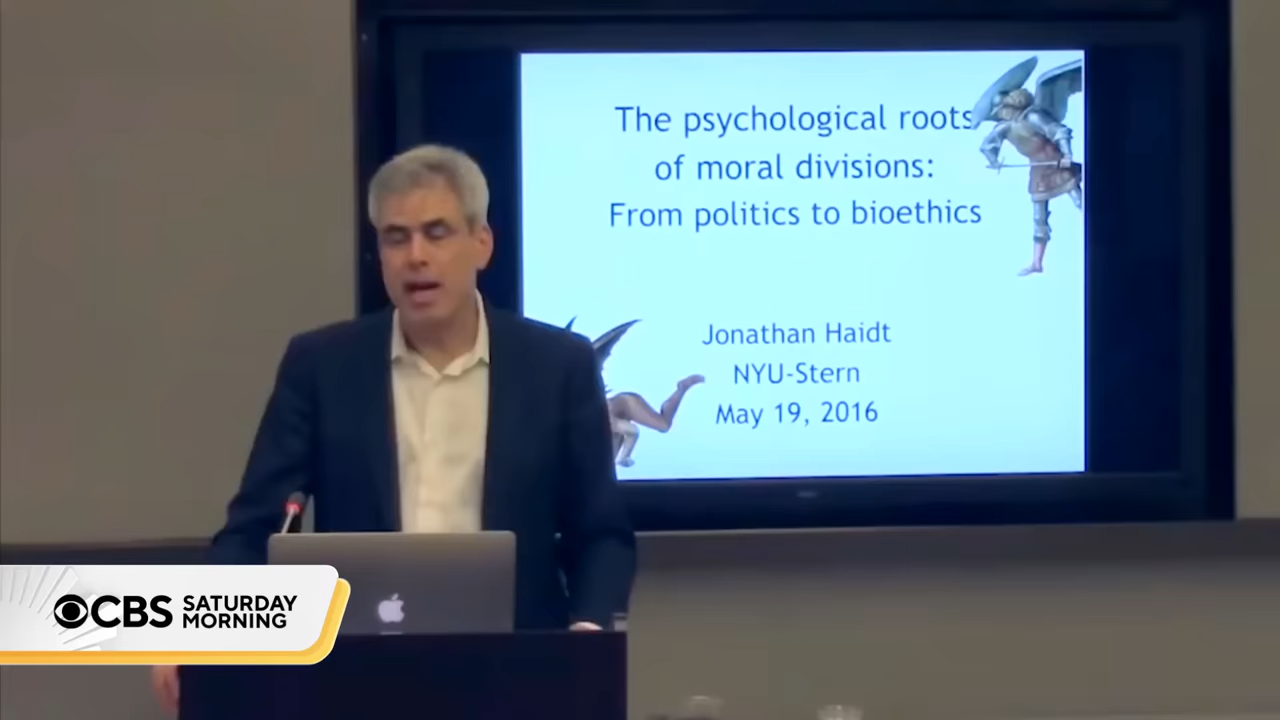 The psychological roots
of moral divisions:
From politics to bioethics
Jonathan Haidt
NYU-Stern
May 19, 2016
CBS SATURDAY
MORNING